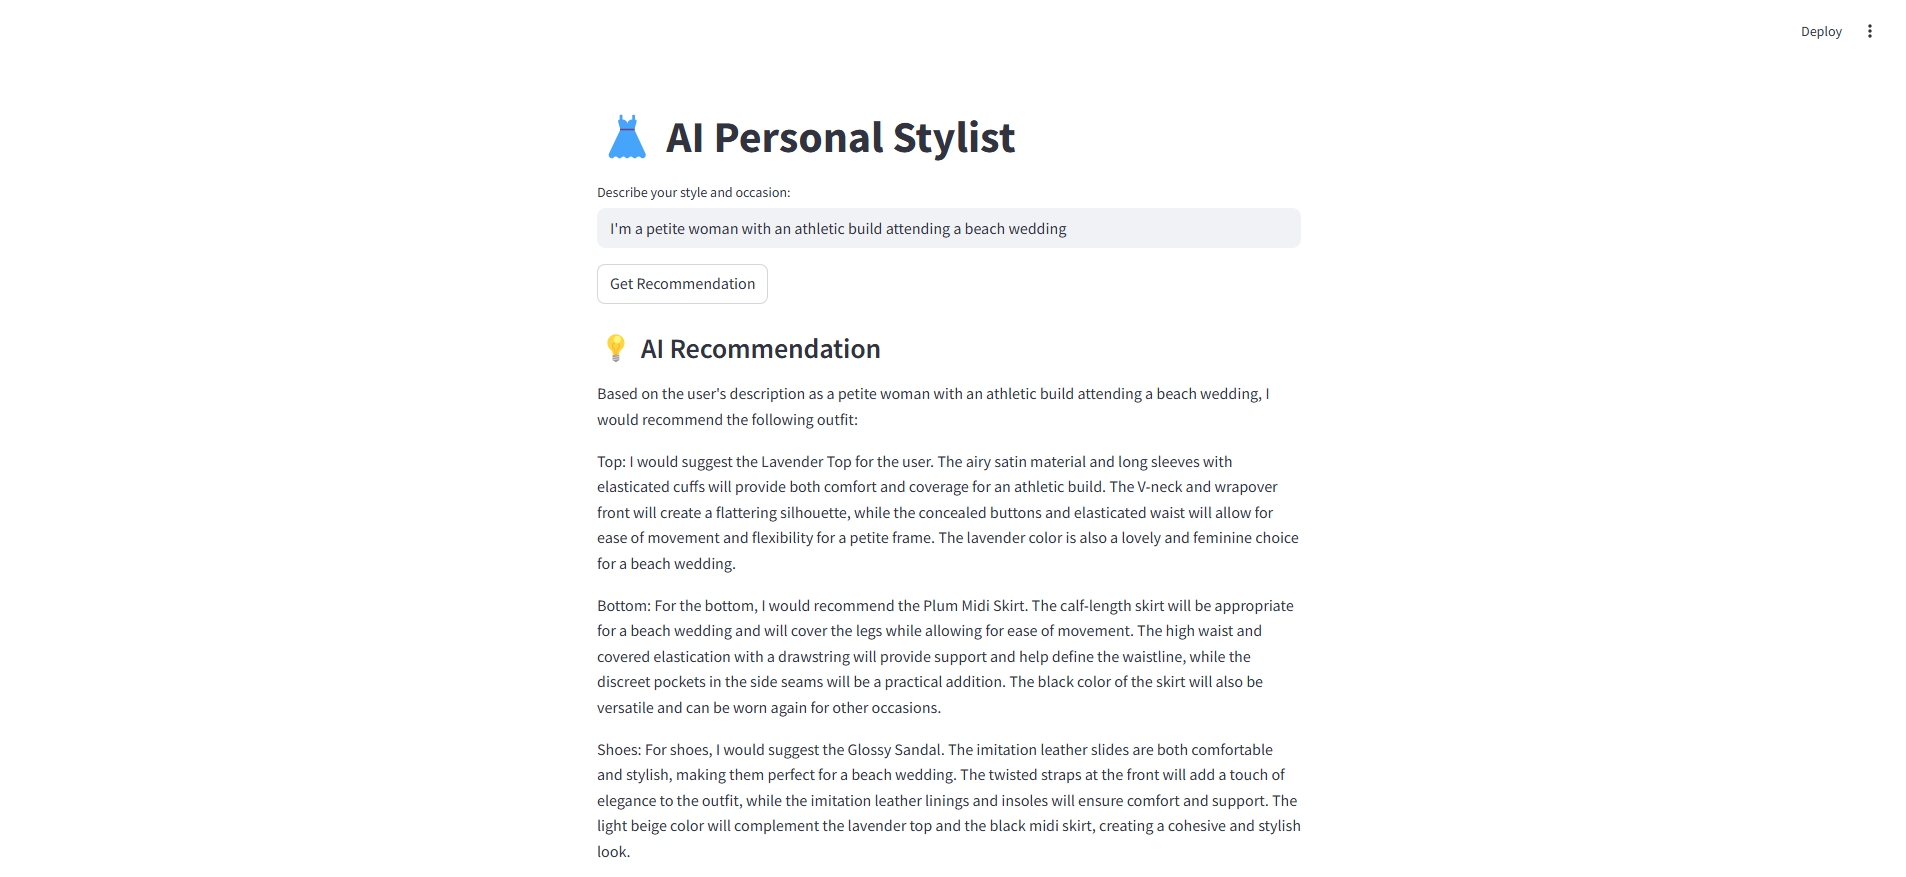 Deploy
AI Personal Stylist
Describe your style and occasion:
I'm a petite woman with an athletic build attending a beach wedding
Get Recommendation
AI Recommendation
Based on the user's description as a petite woman with an athletic build attending a beach wedding, I
would recommend the following outfit:
Top: I would suggest the Lavender Top for the user. The airy satin material and long sleeves with
elasticated cuffs will provide both comfort and coverage for an athletic build. The V-neck and wrapover
front will create a flattering silhouette, while the concealed buttons and elasticated waist will allow for
ease of movement and flexibility for a petite frame. The lavender color is also a lovely and feminine choice
for a beach wedding.
Bottom: For the bottom, I would recommend the Plum Midi Skirt. The calf-length skirt will be appropriate
for a beach wedding and will cover the legs while allowing for ease of movement. The high waist and
covered elastication with a drawstring will provide support and help define the waistline, while the
discreet pockets in the side seams will be a practical addition. The black color of the skirt will also be
versatile and can be worn again for other occasions.
Shoes: For shoes, I would suggest the Glossy Sandal. The imitation leather slides are both comfortable
and stylish, making them perfect for a beach wedding. The twisted straps at the front will add a touch of
elegance to the outfit, while the imitation leather linings and insoles will ensure comfort and support. The
light beige color will complement the lavender top and the black midi skirt, creating a cohesive and stylish
look.